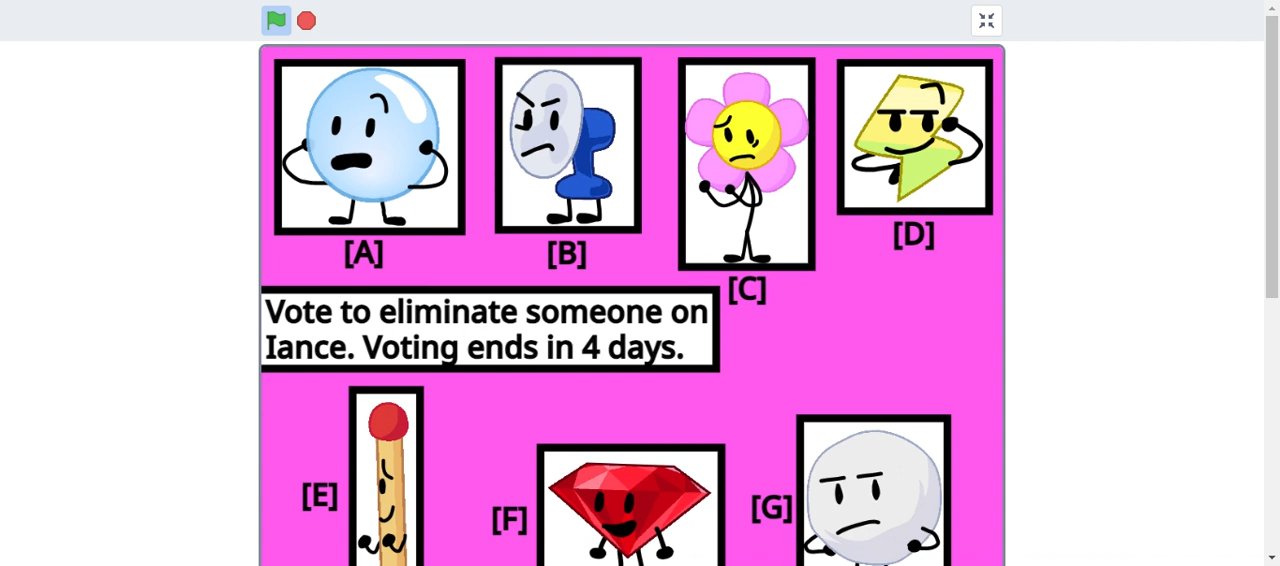 [A]
[B]
[C]
[D]
Vote to eliminate someone on
Iance. Voting ends in 4 days.
[E]
[F]
[G]